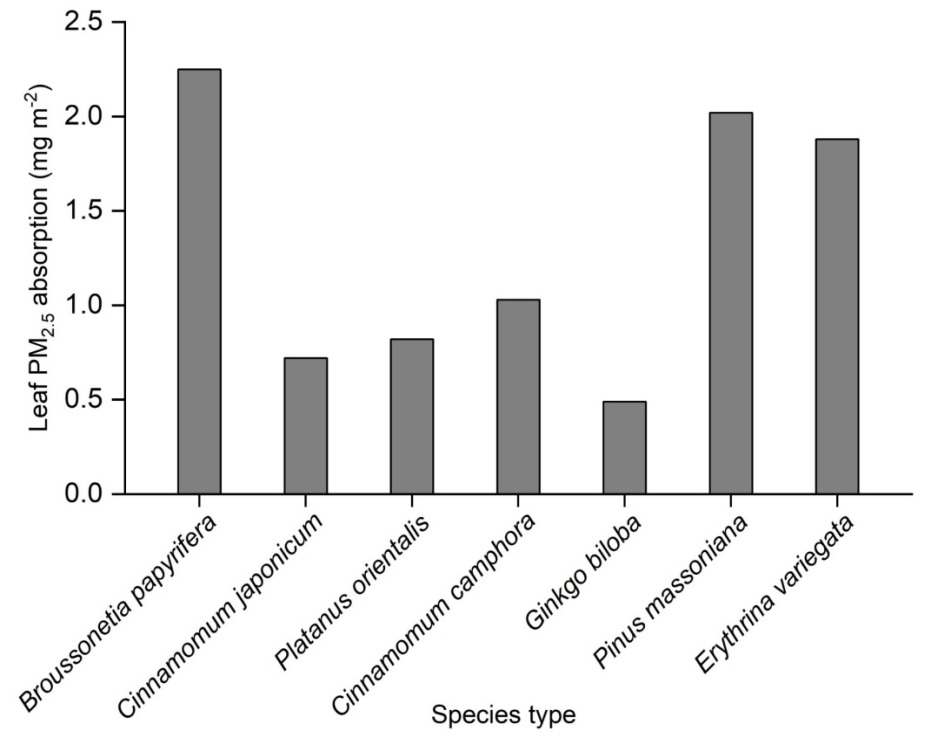 2.5
2.0
1.5
1.0
0.5
0.0
Leaf PM2.5 absorption (mg m-2)
Broussonetia papyrifera
Cinnamomum japonicum
Platanus orientalis
Cinnamomum camphora
Ginkgo biloba
Pinus massoniana
Erythrina variegata
Species type